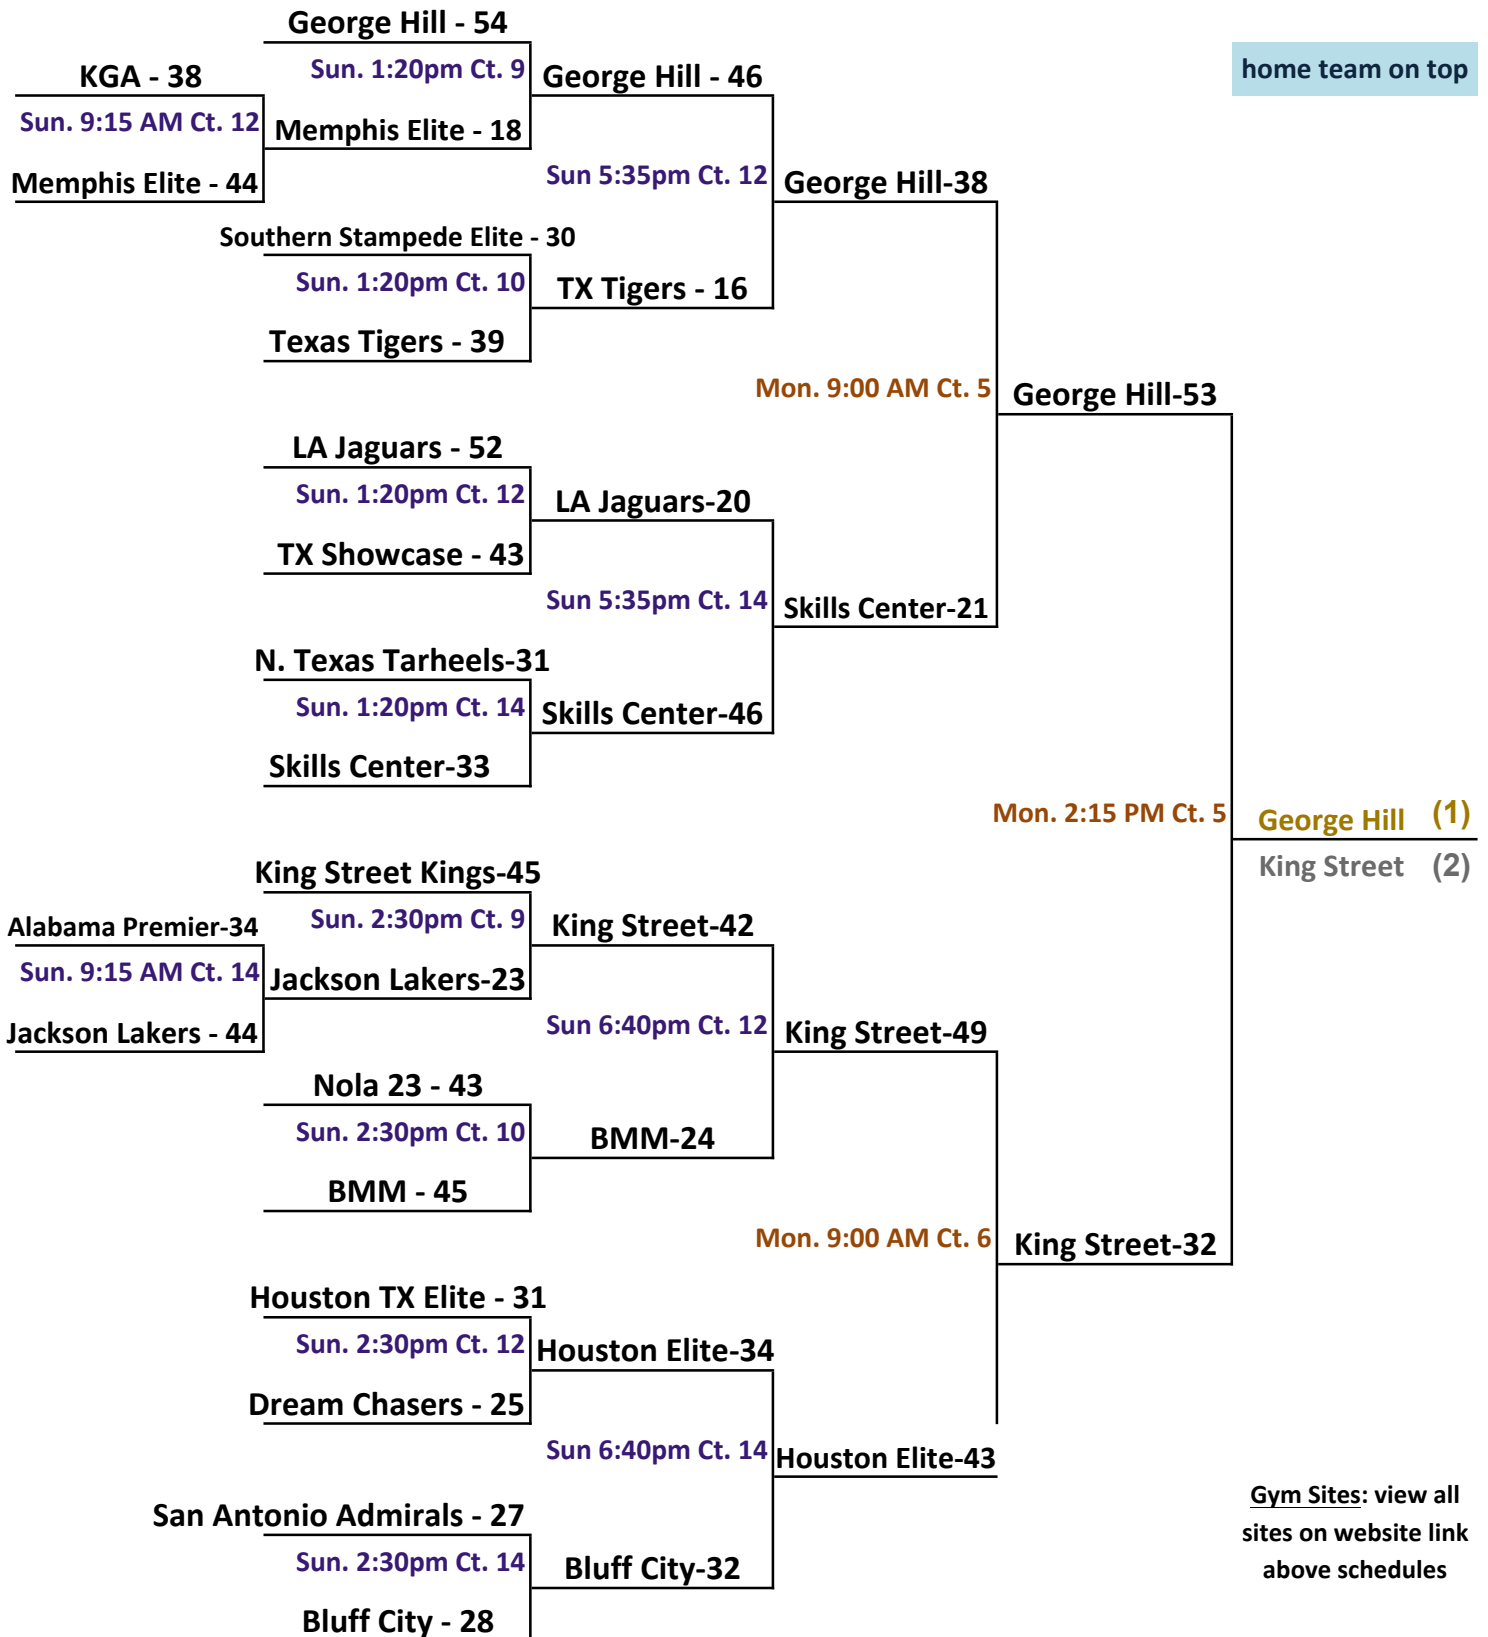 George Hill - 54
home team on top
KGA - 38
Sun. 1:20pm Ct. 9
George Hill - 46
Sun. 9:15 AM Ct. 12
Memphis Elite - 18
Memphis Elite - 44
Sun 5:35pm Ct. 12
George Hill-38
Southern Stampede Elite - 30
Sun. 1:20pm Ct. 10
TX Tigers - 16
Texas Tigers - 39
Mon. 9:00 AM Ct. 5
George Hill-53
LA Jaguars - 52
Sun. 1:20pm Ct. 12
LA Jaguars-20
TX Showcase - 43
Sun 5:35pm Ct. 14
Skills Center-21
N. Texas Tarheels-31
Sun. 1:20pm Ct. 14
Skills Center-46
Skills Center-33
Mon. 2:15 PM Ct. 5
George Hill (1)
King Street (2)
King Street Kings-45
Alabama Premier-34
Sun. 2:30pm Ct. 9
King Street-42
Sun. 9:15 AM Ct. 14
Jackson Lakers-23
Jackson Lakers - 44
Sun 6:40pm Ct. 12
King Street-49
Nola 23 - 43
Sun. 2:30pm Ct. 10
BMM-24
BMM - 45
Mon. 9:00 AM Ct. 6
King Street-32
Houston TX Elite - 31
Sun. 2:30pm Ct. 12
Houston Elite-34
Dream Chasers - 25
Sun 6:40pm Ct. 14
Houston Elite-43
San Antonio Admirals - 27
Sun. 2:30pm Ct. 14
Bluff City-32
Bluff City - 28
Gym Sites: view all
sites on website link
above schedules